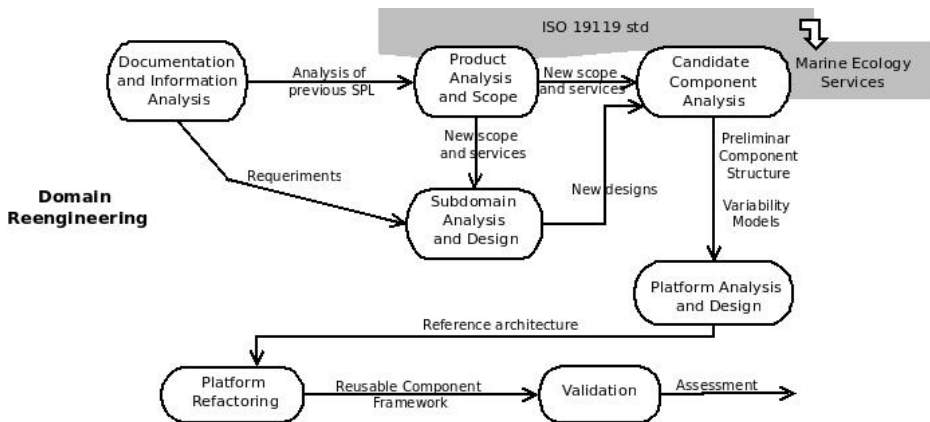 ISO 19119 std
Documentation
and Information
Analysis
Analysis of
previous SPL
Product
Analysis
and Scope
New scope
and services
Candidate
Component
Analysis
Marine Ecology
Services
New scope
and services
Preliminar
Component
Structure
Requeriments
New designs
Domain
Reengineering
Subdomain
Analysis
and Design
Variability
Models
Platform Analysis
and Design
Reference architecture
Platform
Refactoring
Reusable Component
Framework
Validation
Assessment